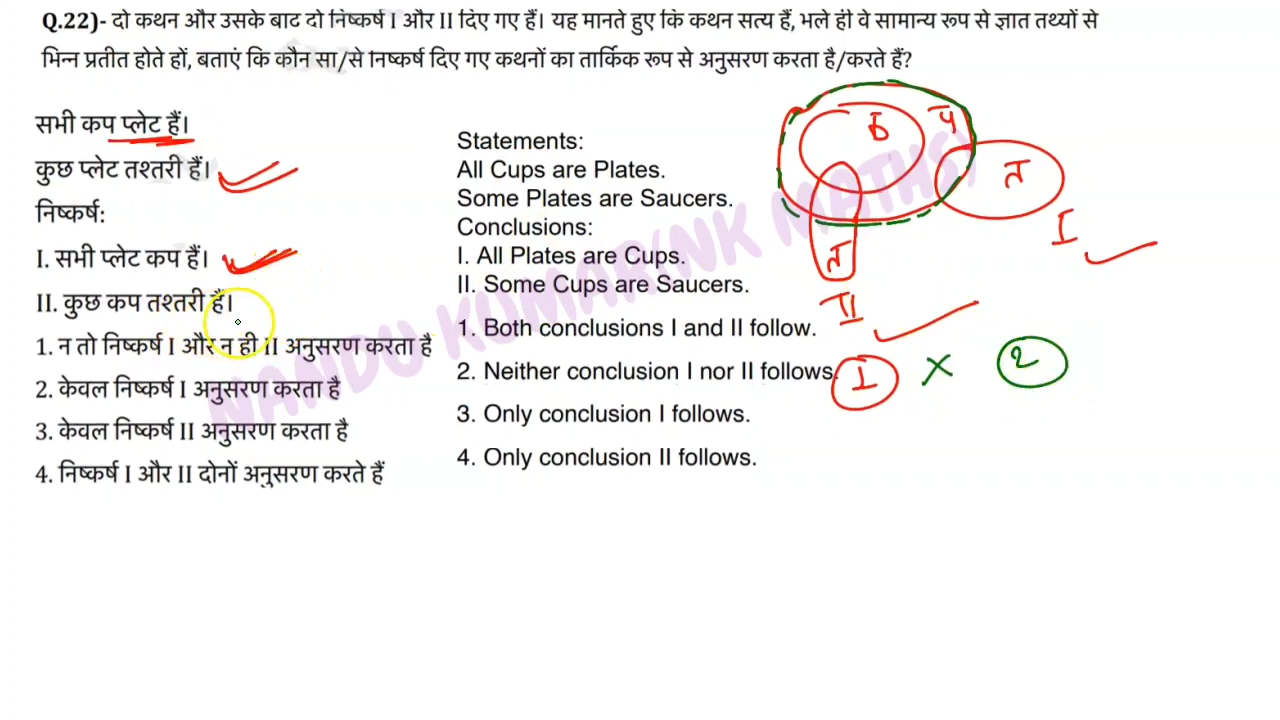 Q.22)- दो कथन और उसके बाद दो निष्कर्ष I और II दिए गए हैं। यह मानते हुए कि कथन सत्य हैं, भले ही वे सामान्य रूप से ज्ञात तथ्यों से
भिन्न प्रतीत होते हों, बताएं कि कौन सा/से निष्कर्ष दिए गए कथनों का तार्किक रूप से अनुसरण करता है/करते हैं?
सभी कप प्लेट हैं।
कुछ प्लेट तश्तरी हैं।
निष्कर्ष:
I. सभी प्लेट कप हैं।
II. कुछ कप तश्तरी हैं।
1. न तो निष्कर्ष I और न ही II अनुसरण करता है
2. केवल निष्कर्ष I अनुसरण करता है
3. केवल निष्कर्ष II अनुसरण करता है
4. निष्कर्ष I और II दोनों अनुसरण करते हैं
Statements:
All Cups are Plates.
Some Plates are Saucers.
Conclusions:
I. All Plates are Cups.
II. Some Cups are Saucers.
1. Both conclusions I and II follow.
2. Neither conclusion I nor II follows.
3. Only conclusion I follows.
4. Only conclusion II follows.
क
प
त
त
I
II
I
2
NANDU KUMAR(NK MATHS)